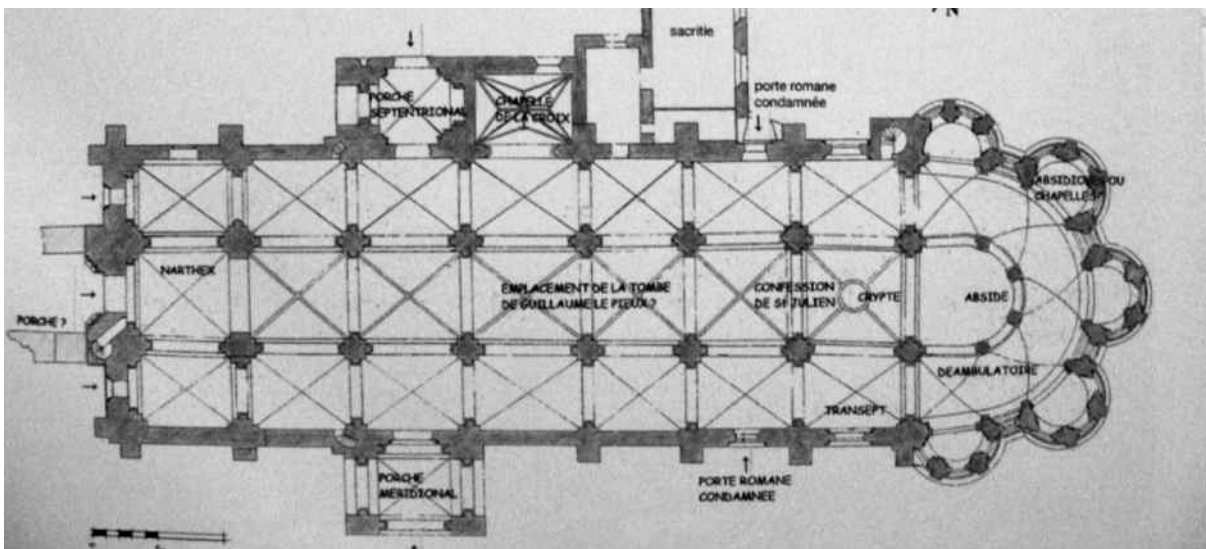 N
sacritie
porte romane
condamnée
PORCHE
SEPTENTRIONAL
CHAPELLE
DE LA CROIX
ABSIDIOLES OU
CHAPELLES
NARTHEX
EMPLACEMENT DE LA TOMBE
DE GUILLAUME LE PIEUX ?
CONFESSION
DE St JULIEN
CRYPTE
ABSIDE
PORCHE ?
DEAMBULATOIRE
TRANSEPT
PORCHE
MERIDIONAL
PORTE ROMANE
CONDAMNEE